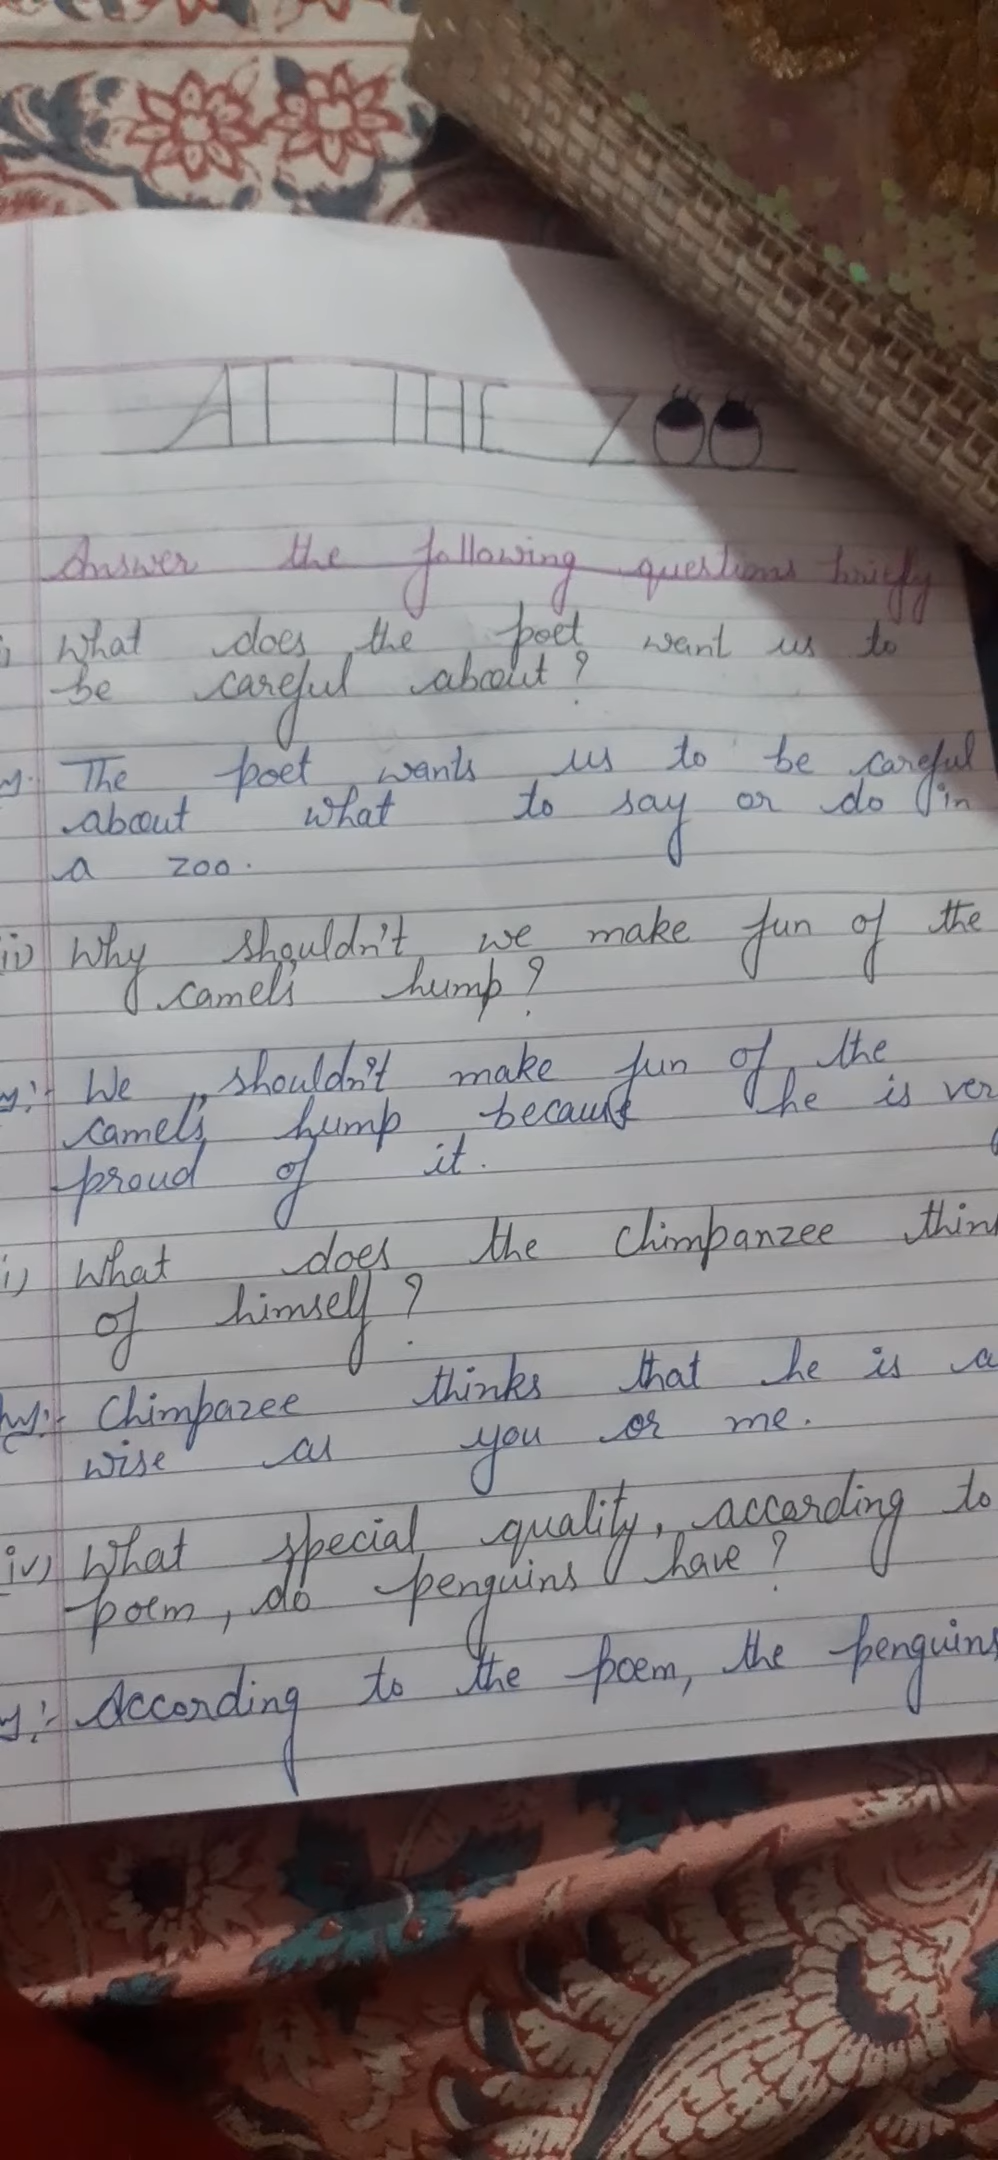 AT THE ZOO
Answer the following questions briefly
What does the poet want us to
be careful about?
The poet wants us to be careful
about what to say or do in
a zoo.
ii) Why shouldn't we make fun of the
camel's hump?
We shouldn't make fun of the
camel's hump because he is ver
proud of it.
i) What does the Chimpanzee thin
of himself?
Chimpazee thinks that he is a
wise as you or me.
iv) What special quality, according to
poem, do penguins have?
According to the poem, the penguins